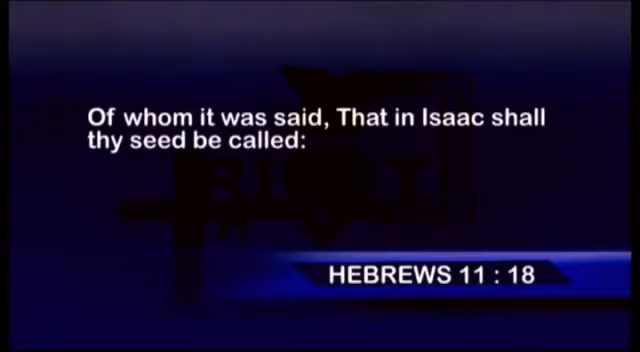 Of whom it was said, That in Isaac shall
thy seed be called:
HEBREWS 11 : 18